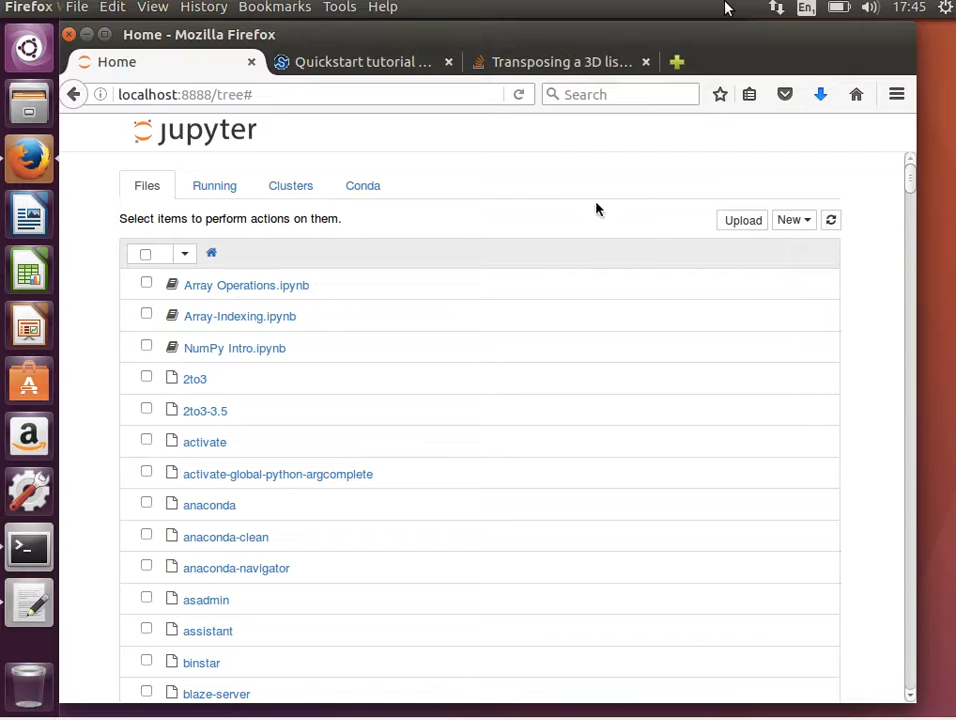 Firefox File Edit View History Bookmarks Tools Help En 17:45
Home - Mozilla Firefox
Home Quickstart tutorial ... Transposing a 3D lis...
localhost:8888/tree# Search
jupyter
Files Running Clusters Conda
Select items to perform actions on them.
Upload New
Array Operations.ipynb
Array-Indexing.ipynb
NumPy Intro.ipynb
2to3
2to3-3.5
activate
activate-global-python-argcomplete
anaconda
anaconda-clean
anaconda-navigator
asadmin
assistant
binstar
blaze-server